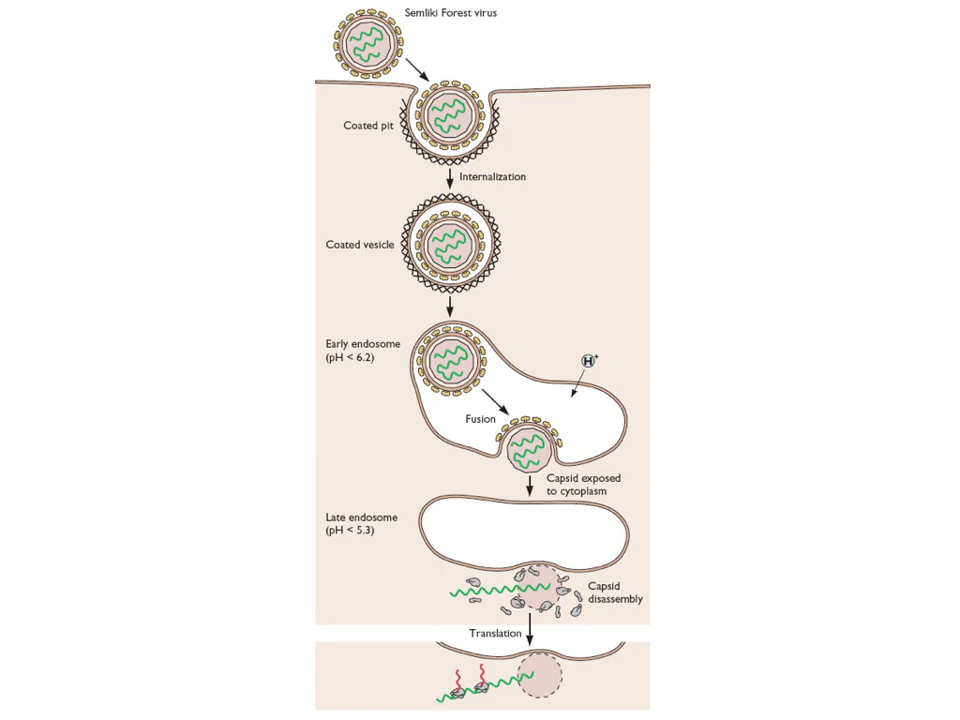 Semliki Forest virus
Coated pit
Internalization
Coated vesicle
Early endosome
(pH < 6.2)
H+
Fusion
Capsid exposed
to cytoplasm
Late endosome
(pH < 5.3)
Capsid
disassembly
Translation